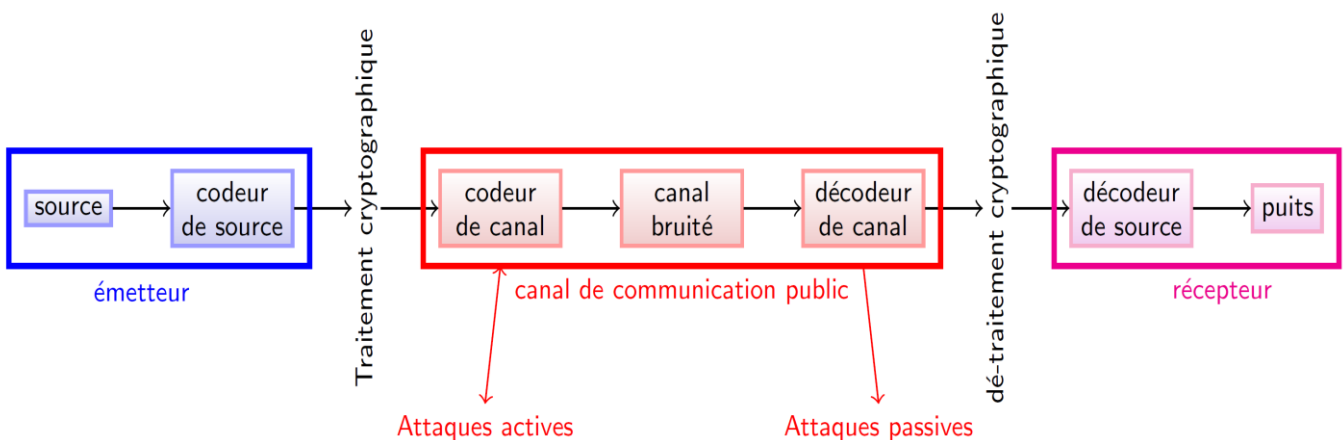 source
codeur
de source
émetteur
Traitement cryptographique
codeur
de canal
canal
bruité
décodeur
de canal
canal de communication public
Attaques actives
Attaques passives
dé-traitement cryptographique
décodeur
de source
puits
récepteur